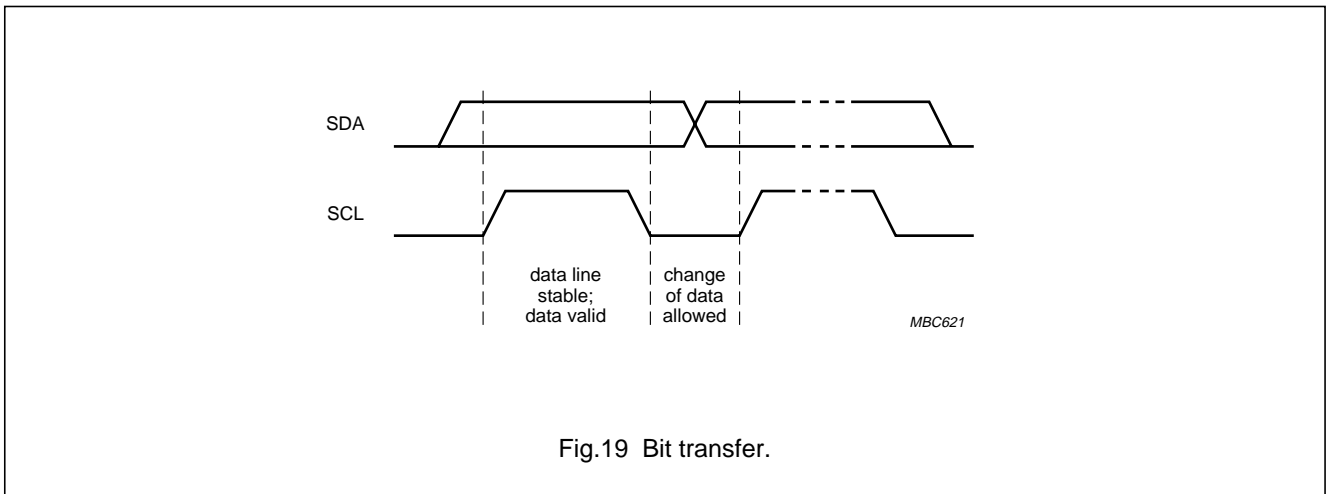 SDA
SCL
data line
stable;
data valid
change
of data
allowed
MBC621
Fig.19 Bit transfer.